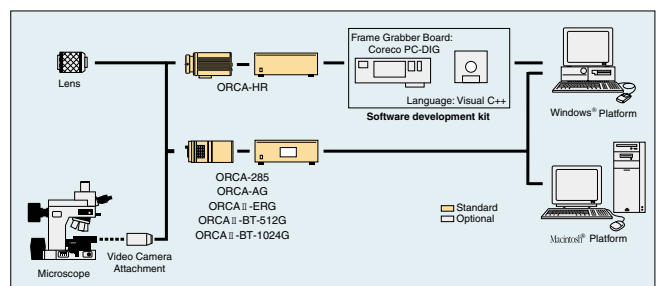 Lens
ORCA-HR
Frame Grabber Board:
Coreco PC-DIG
Language: Visual C++
Software development kit
Windows® Platform
ORCA-285
ORCA-AG
ORCAⅡ-ERG
ORCAⅡ-BT-512G
ORCAⅡ-BT-1024G
Standard
Optional
Macintosh® Platform
Microscope
Video Camera
Attachment